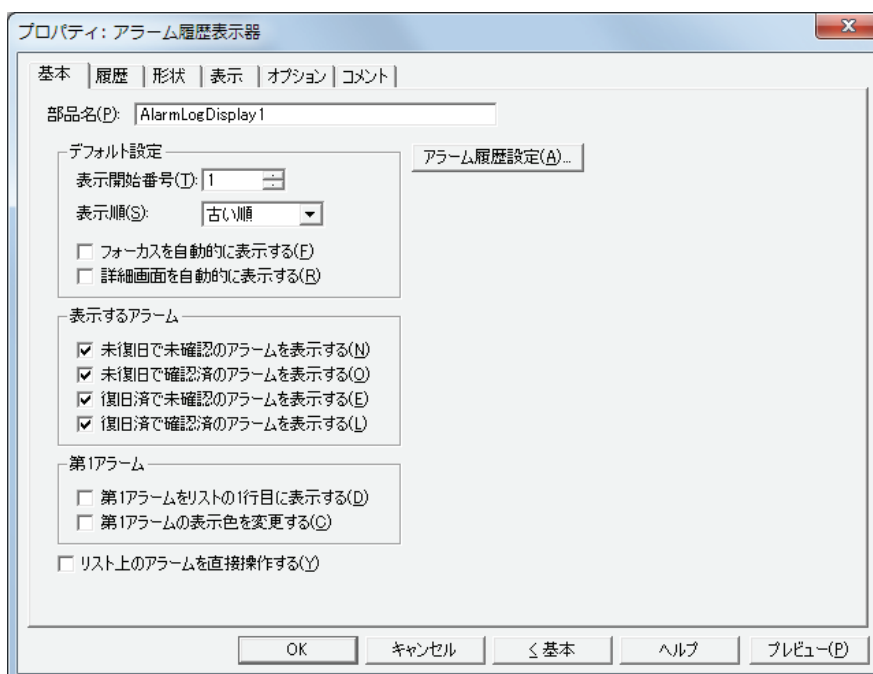 プロパティ: アラーム履歴表示器
基本 履歴 形状 表示 オプション コメント
部品名(P): AlarmLogDisplay1
デフォルト設定
アラーム履歴設定(A)...
表示開始番号(T): 1
表示順(S): 古い順
フォーカスを自動的に表示する(F)
詳細画面を自動的に表示する(R)
表示するアラーム
未復旧で未確認のアラームを表示する(N)
未復旧で確認済のアラームを表示する(O)
復旧済で未確認のアラームを表示する(E)
復旧済で確認済のアラームを表示する(L)
第1アラーム
第1アラームをリストの1行目に表示する(D)
第1アラームの表示色を変更する(C)
リスト上のアラームを直接操作する(Y)
OK キャンセル < 基本 ヘルプ プレビュー(P)